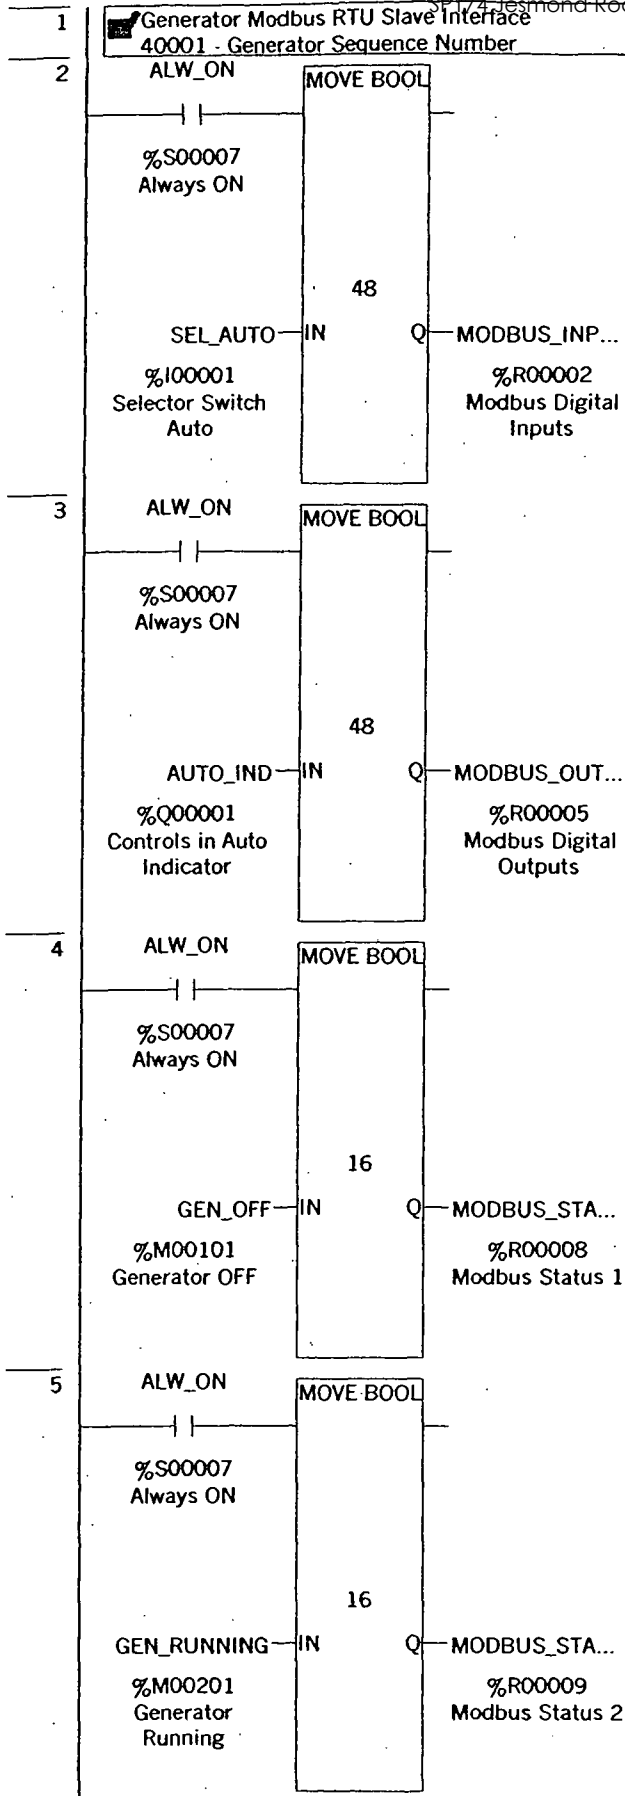 SP174 Jesmond Roa
1
Generator Modbus RTU Slave Interface
40001 - Generator Sequence Number
2
ALW_ON
MOVE BOOL
%S00007
Always ON
48
SEL_AUTO
IN
Q
MODBUS_INP...
%I00001
Selector Switch
Auto
%R00002
Modbus Digital
Inputs
3
ALW_ON
MOVE BOOL
%S00007
Always ON
48
AUTO_IND
IN
Q
MODBUS_OUT...
%Q00001
Controls in Auto
Indicator
%R00005
Modbus Digital
Outputs
4
ALW_ON
MOVE BOOL
%S00007
Always ON
16
GEN_OFF
IN
Q
MODBUS_STA...
%M00101
Generator OFF
%R00008
Modbus Status 1
5
ALW_ON
MOVE BOOL
%S00007
Always ON
16
GEN_RUNNING
IN
Q
MODBUS_STA...
%M00201
Generator
Running
%R00009
Modbus Status 2